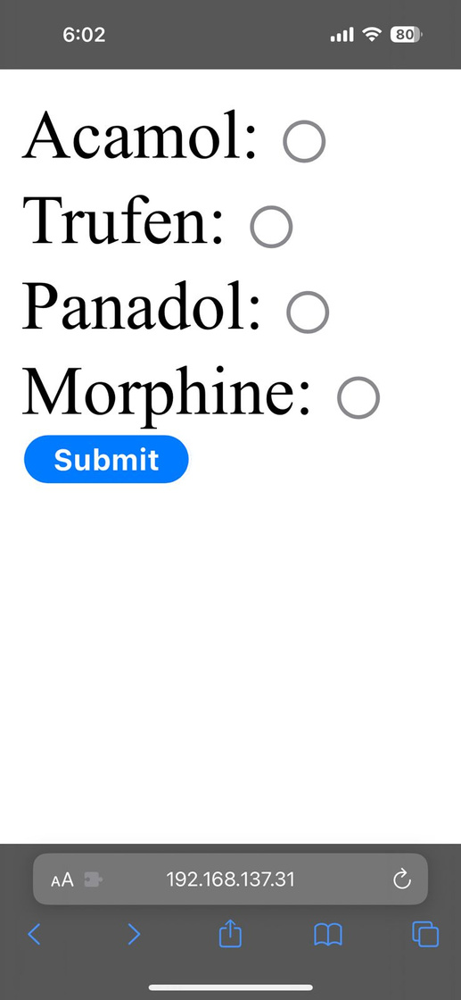 6:02
80
Acamol:
Trufen:
Panadol:
Morphine:
Submit
AA
192.168.137.31